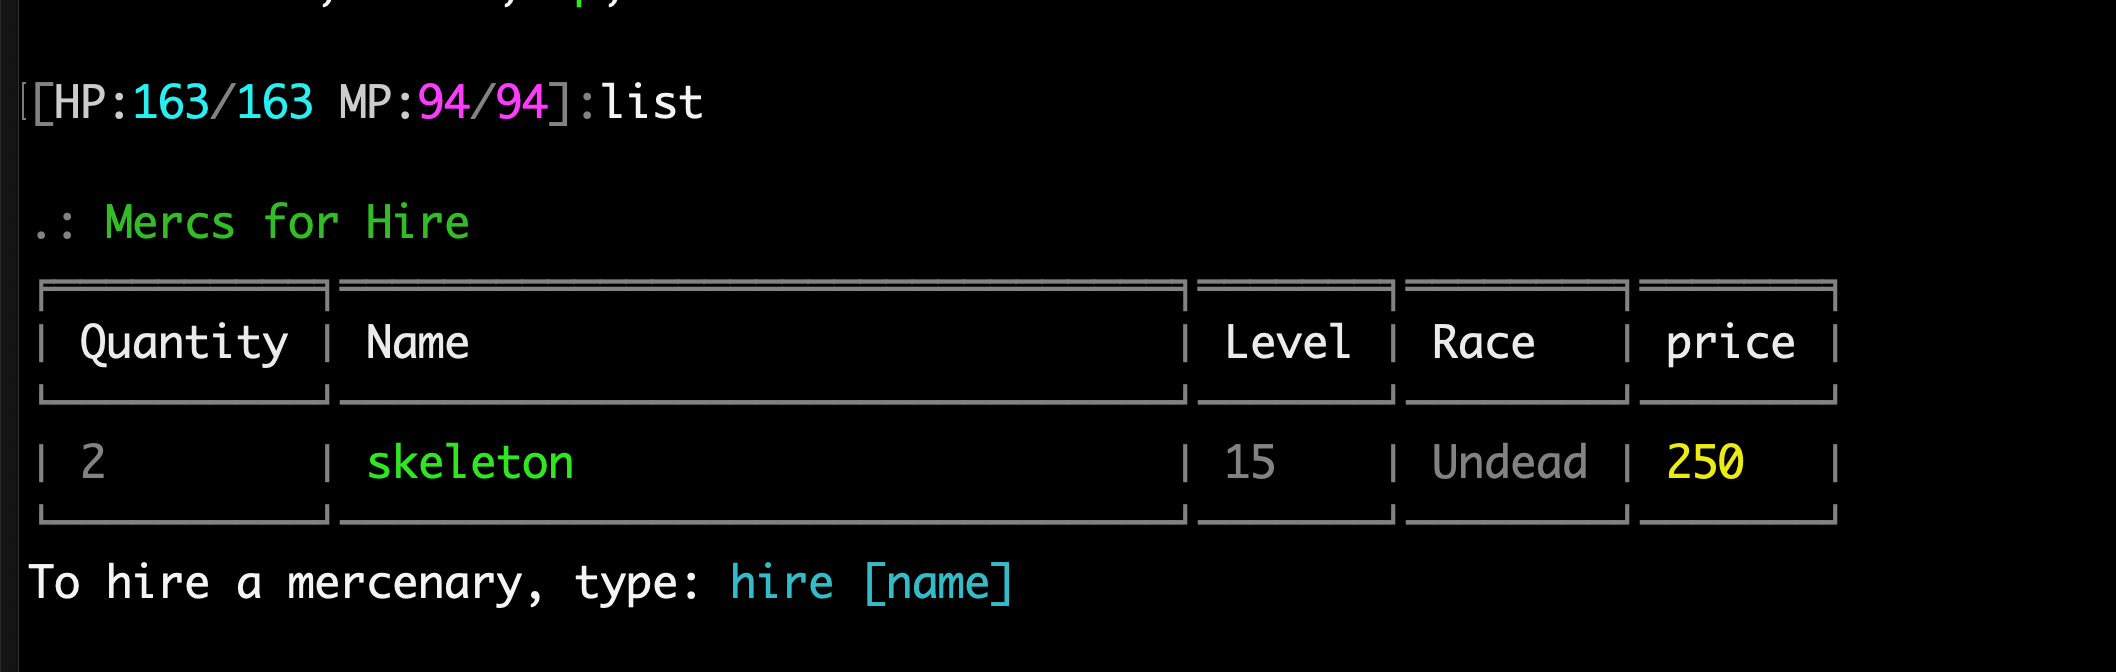 [HP:163/163 MP:94/94]:list
.: Mercs for Hire
Quantity Name Level Race price
2 skeleton 15 Undead 250
To hire a mercenary, type: hire [name]